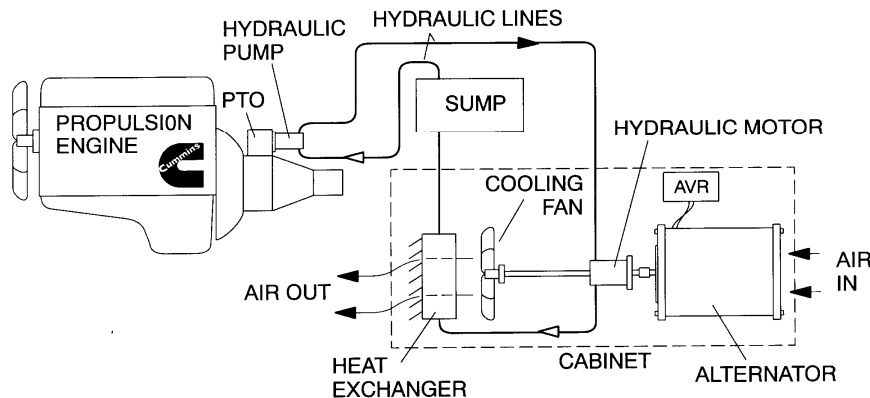 HYDRAULIC LINES
HYDRAULIC
PUMP
PTO
SUMP
PROPULSION
ENGINE
Cummins
HYDRAULIC MOTOR
COOLING
FAN
AVR
AIR
IN
AIR OUT
HEAT
EXCHANGER
CABINET
ALTERNATOR